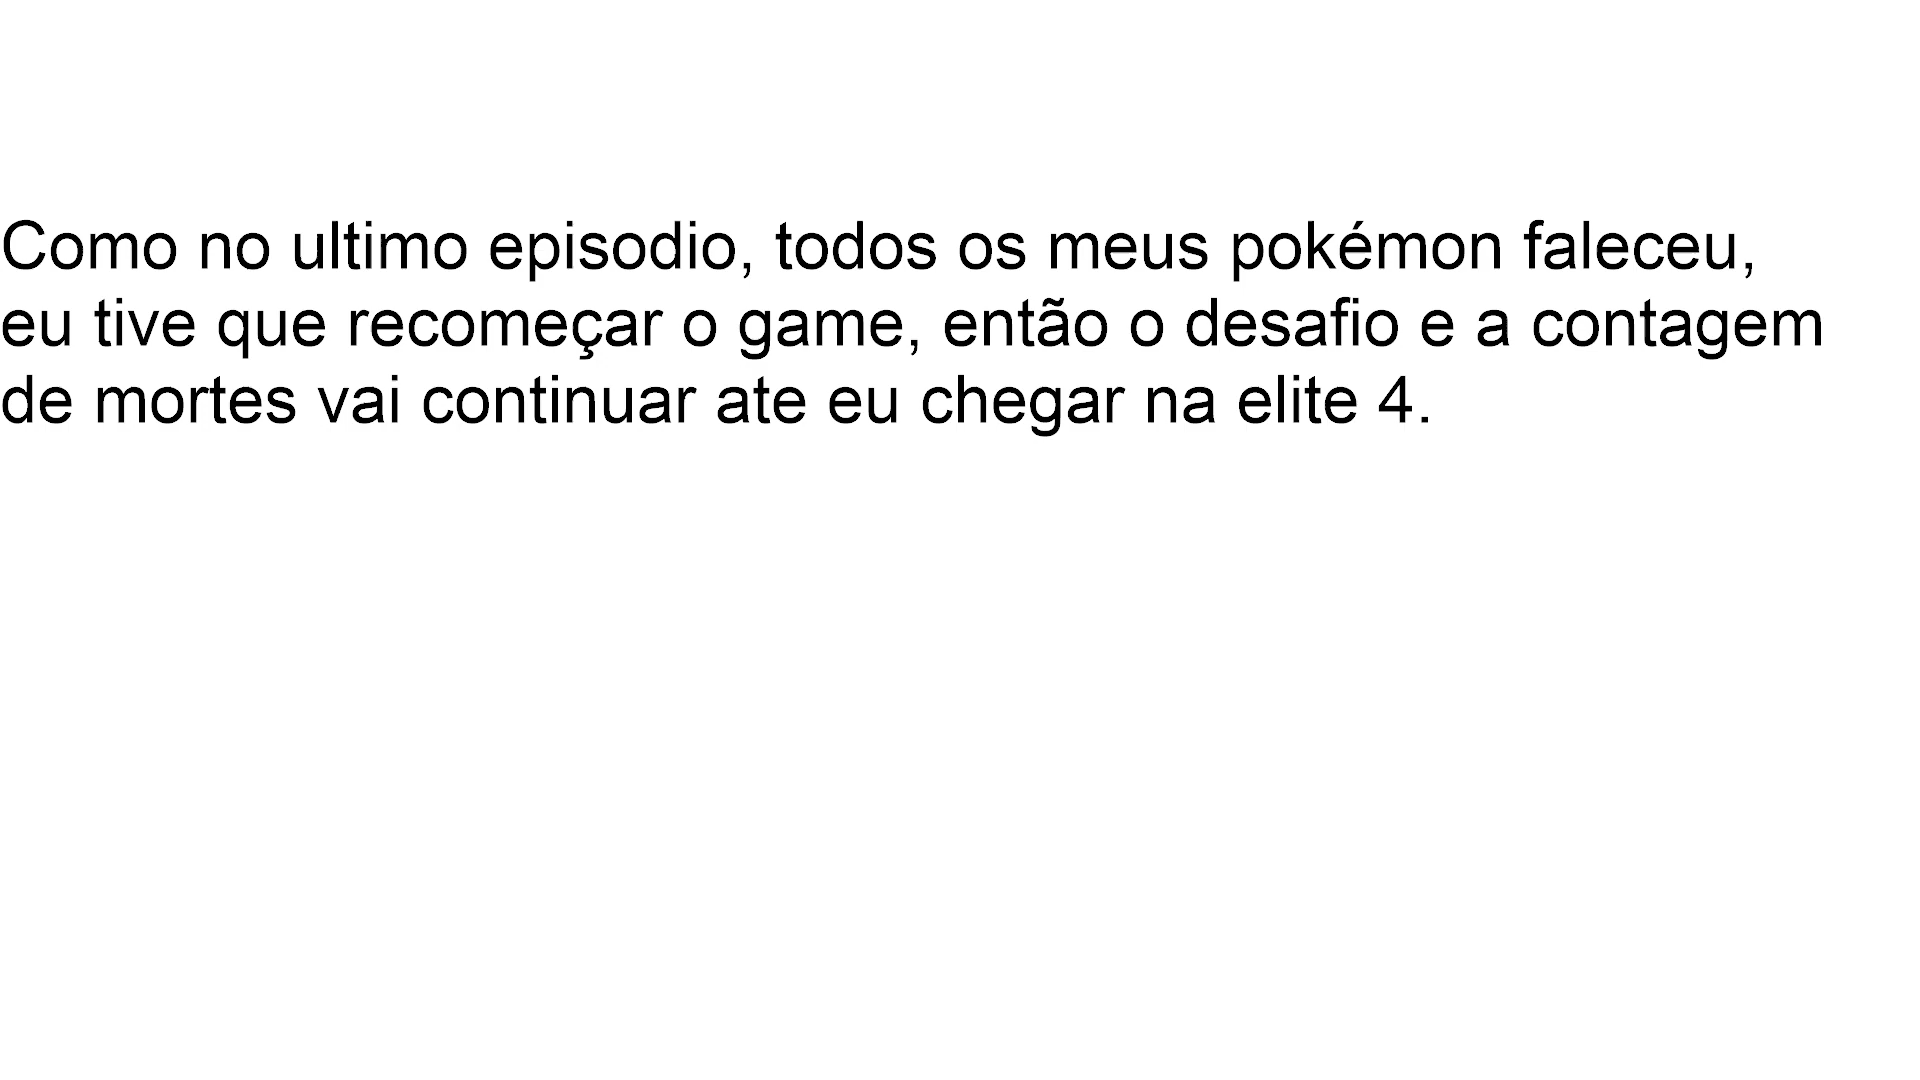 Como no ultimo episodio, todos os meus pokémon faleceu,
eu tive que recomeçar o game, então o desafio e a contagem
de mortes vai continuar ate eu chegar na elite 4.